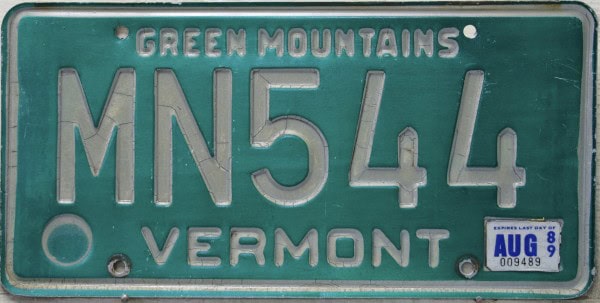 GREEN MOUNTAINS
MN544
VERMONT
EXPIRES LAST DAY OF
AUG 89
009489